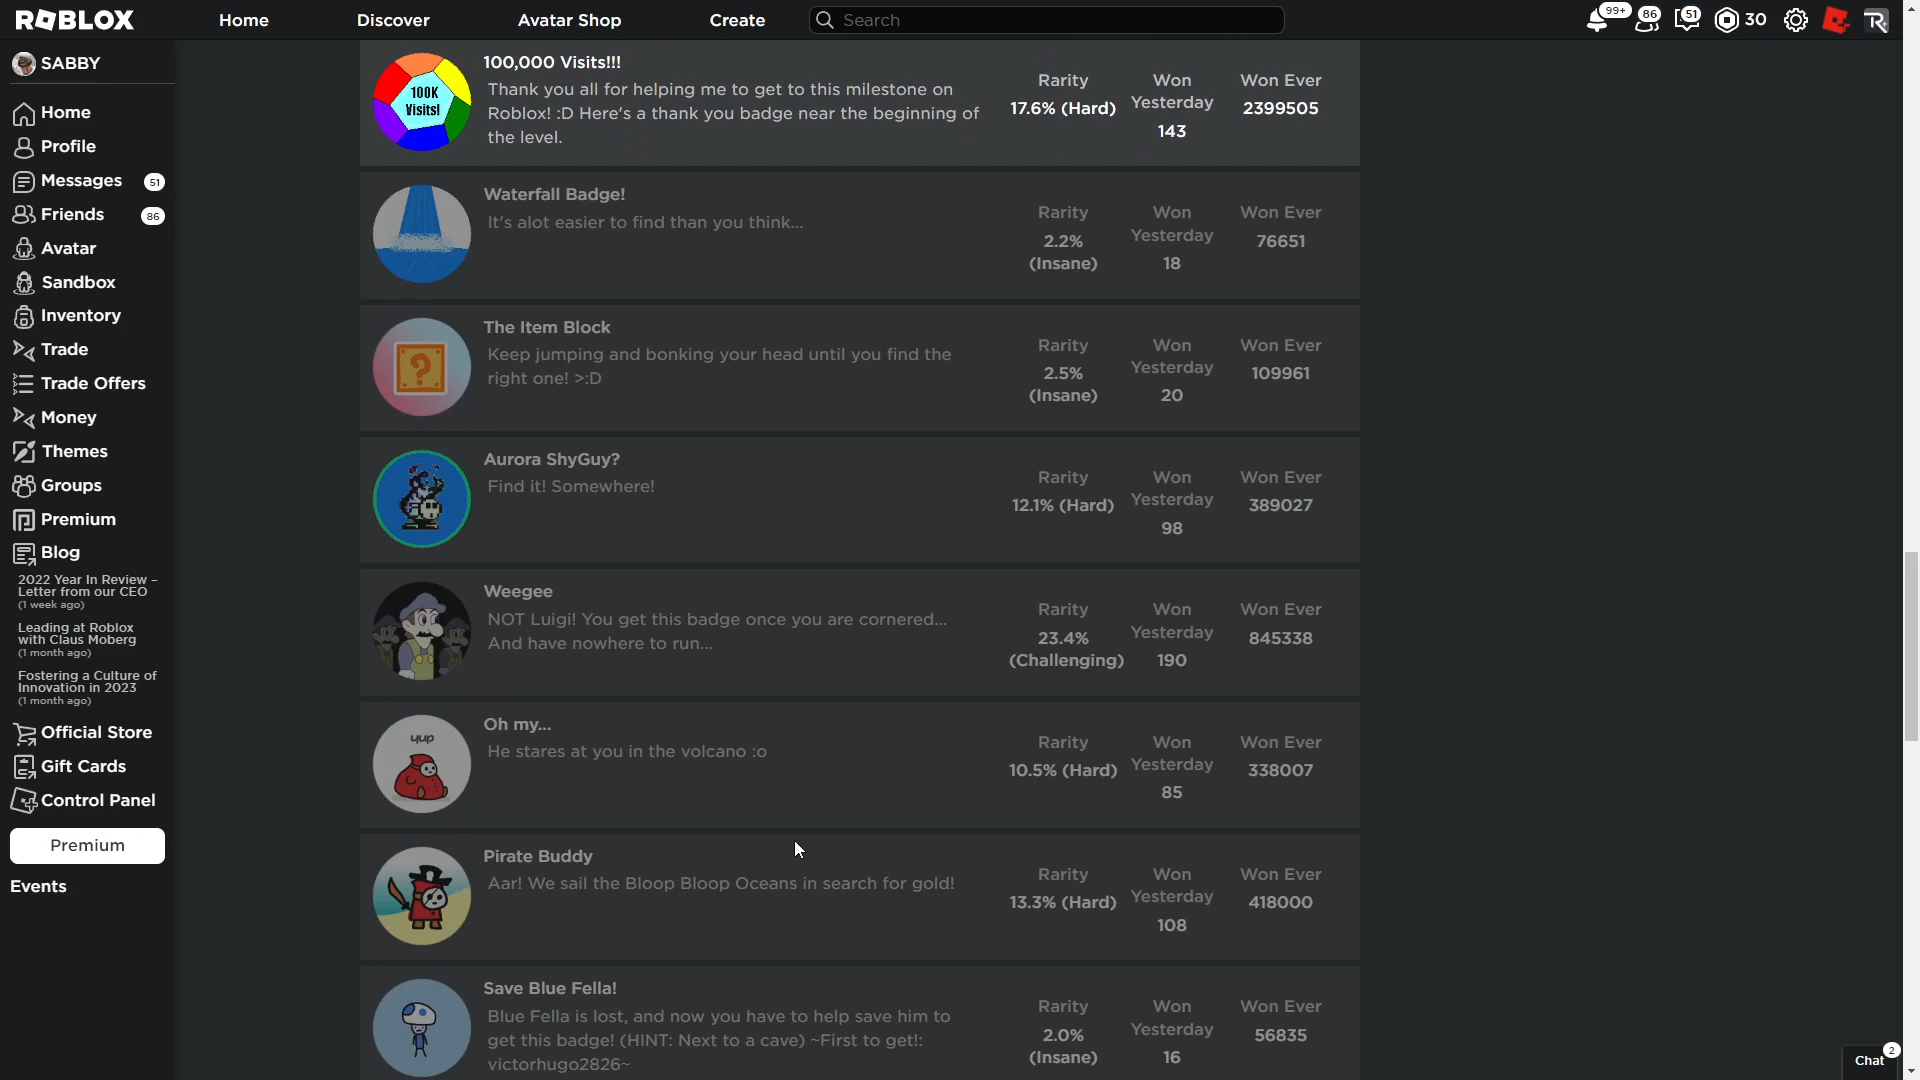 ROBLOX
Home
Discover
Avatar Shop
Create
Search
99+
86
51
30
SABBY
Home
Profile
Messages
51
Friends
86
Avatar
Sandbox
Inventory
Trade
Trade Offers
Money
Themes
Groups
Premium
Blog
2022 Year In Review –
Letter from our CEO
(1 week ago)
Leading at Roblox
with Claus Moberg
(1 month ago)
Fostering a Culture of
Innovation in 2023
(1 month ago)
Official Store
Gift Cards
Control Panel
Premium
Events
100K
Visits!
100,000 Visits!!!
Thank you all for helping me to get to this milestone on
Roblox! :D Here's a thank you badge near the beginning of
the level.
Rarity
17.6% (Hard)
Won
Yesterday
143
Won Ever
2399505
Waterfall Badge!
It's alot easier to find than you think...
Rarity
2.2%
(Insane)
Won
Yesterday
18
Won Ever
76651
?
The Item Block
Keep jumping and bonking your head until you find the
right one! >:D
Rarity
2.5%
(Insane)
Won
Yesterday
20
Won Ever
109961
Aurora ShyGuy?
Find it! Somewhere!
Rarity
12.1% (Hard)
Won
Yesterday
98
Won Ever
389027
Weegee
NOT Luigi! You get this badge once you are cornered...
And have nowhere to run...
Rarity
23.4%
(Challenging)
Won
Yesterday
190
Won Ever
845338
yup
Oh my...
He stares at you in the volcano :o
Rarity
10.5% (Hard)
Won
Yesterday
85
Won Ever
338007
Pirate Buddy
Aar! We sail the Bloop Bloop Oceans in search for gold!
Rarity
13.3% (Hard)
Won
Yesterday
108
Won Ever
418000
Save Blue Fella!
Blue Fella is lost, and now you have to help save him to
get this badge! (HINT: Next to a cave) ~First to get!:
victorhugo2826~
Rarity
2.0%
(Insane)
Won
Yesterday
16
Won Ever
56835
Chat
2